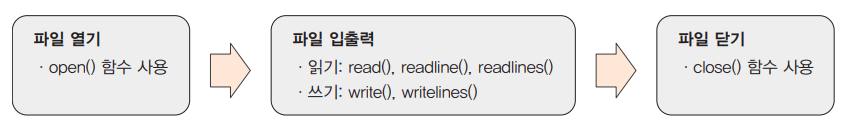 파일 열기
· open() 함수 사용
파일 입출력
· 읽기: read(), readline(), readlines()
· 쓰기: write(), writelines()
파일 닫기
· close() 함수 사용